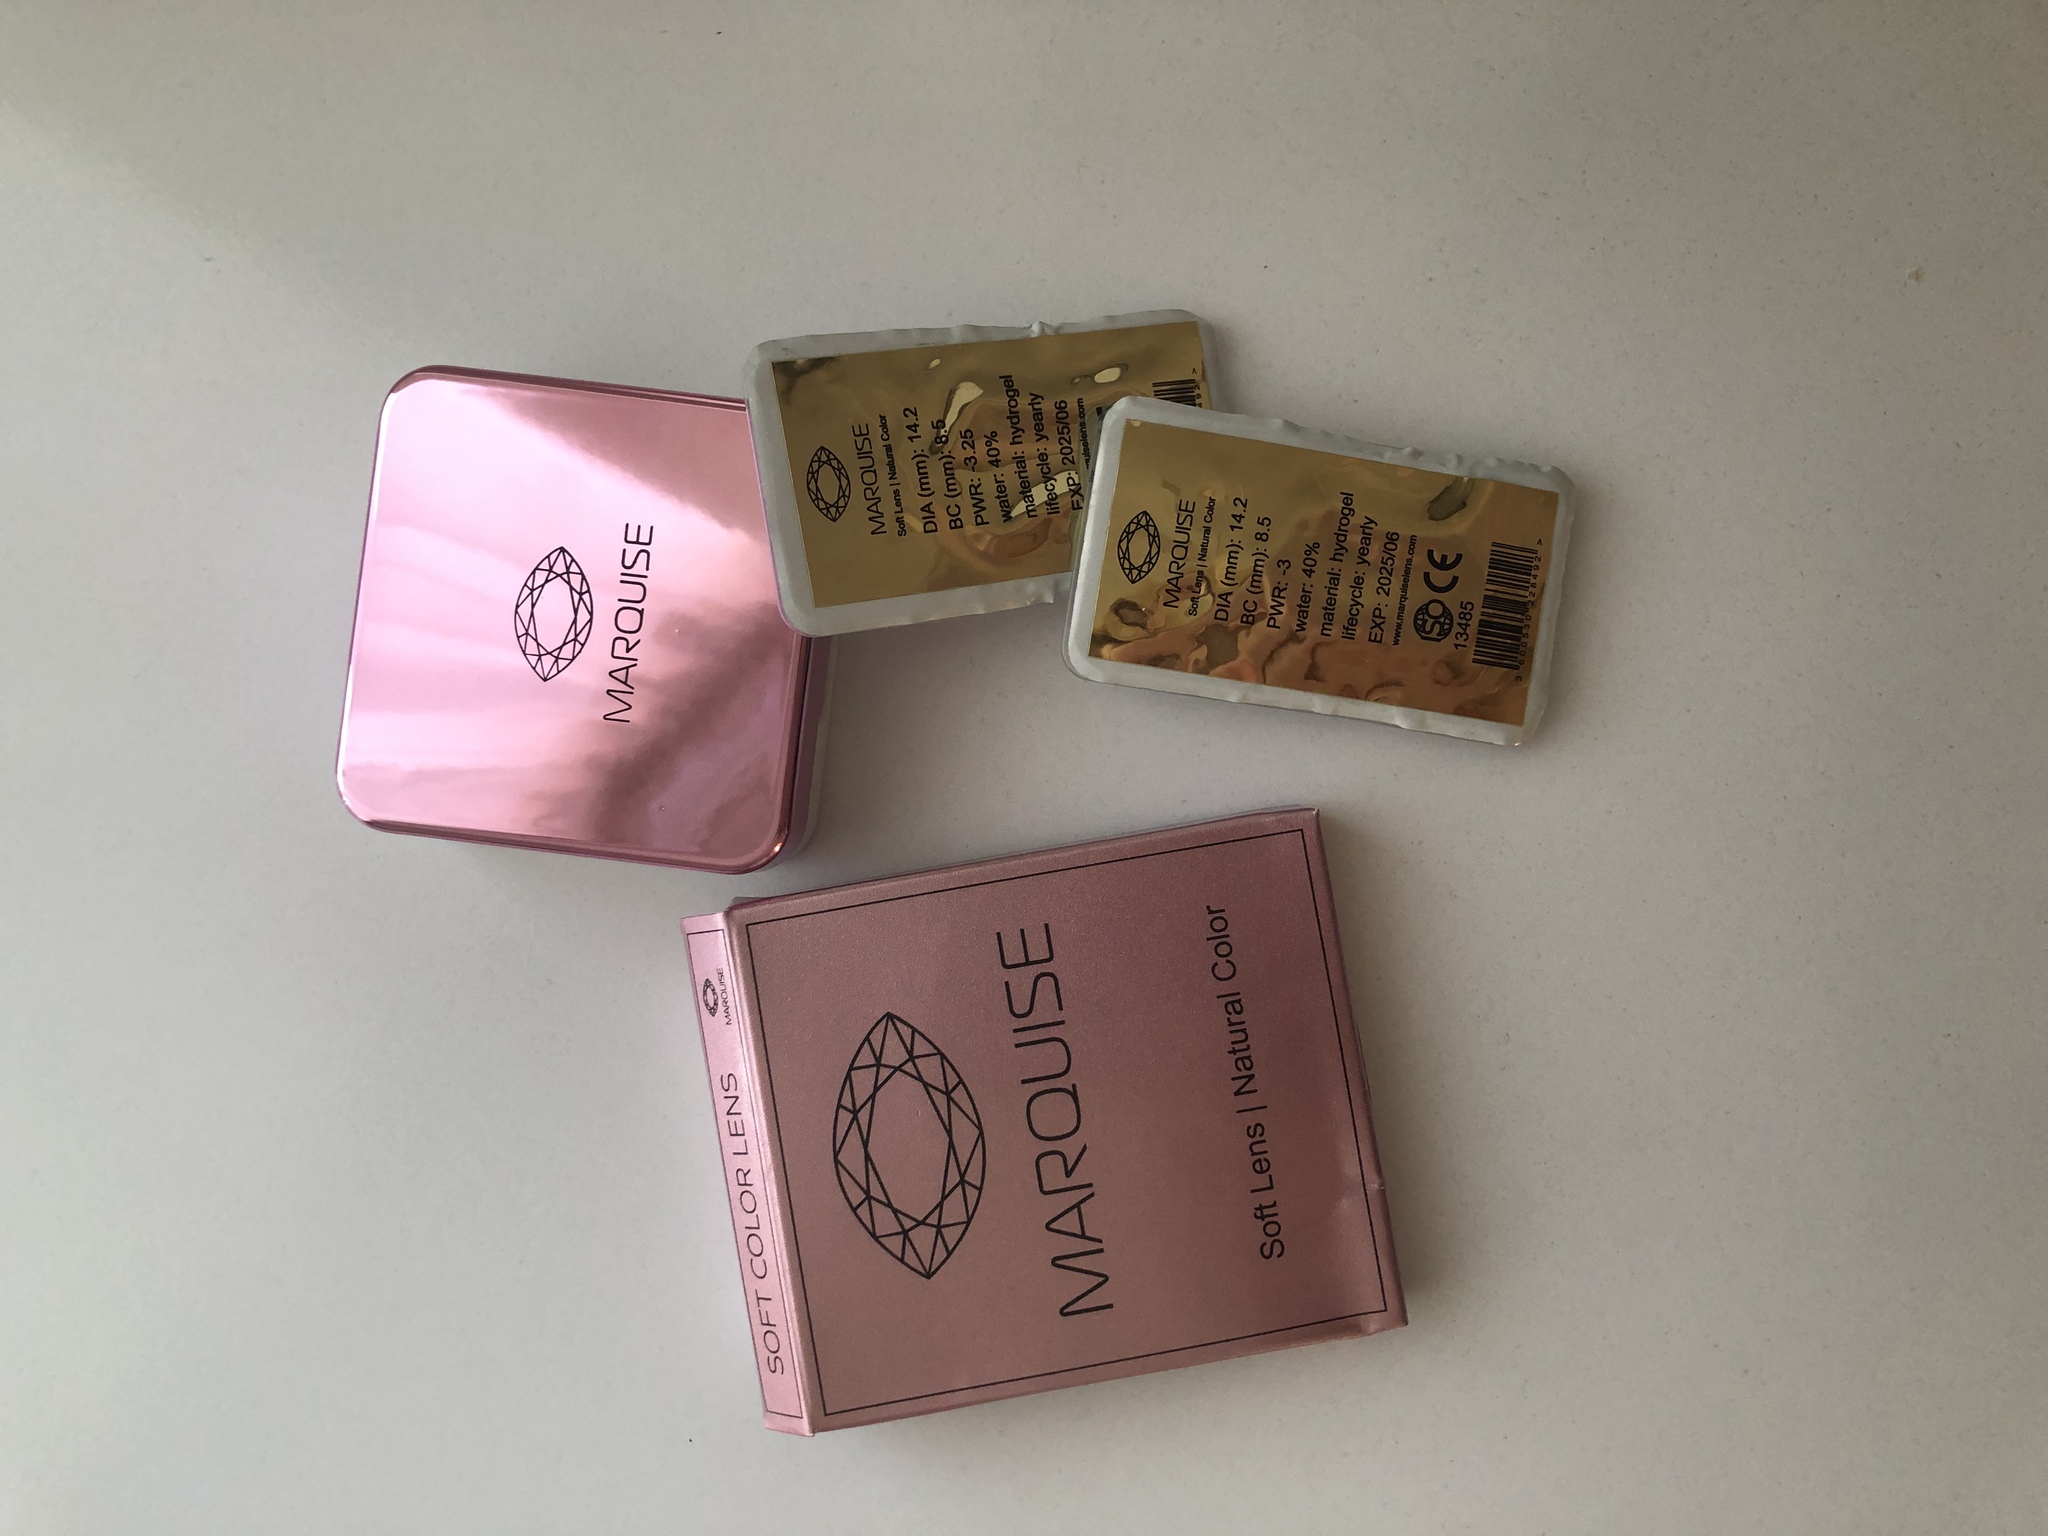 MARQUISE
MARQUISE
Soft Lens | Natural Color
DIA (mm): 14.2
BC (mm): 8.5
PWR: -3.25
water: 40%
material: hydrogel
lifecycle: yearly
EXP: 2025/06
MARQUISE
Soft Lens | Natural Color
DIA (mm): 14.2
BC (mm): 8.5
PWR: -3
water: 40%
material: hydrogel
lifecycle: yearly
EXP: 2025/06
www.marquiselens.com
ISO CE
13485
SOFT COLOR LENS
MARQUISE
MARQUISE
Soft Lens | Natural Color